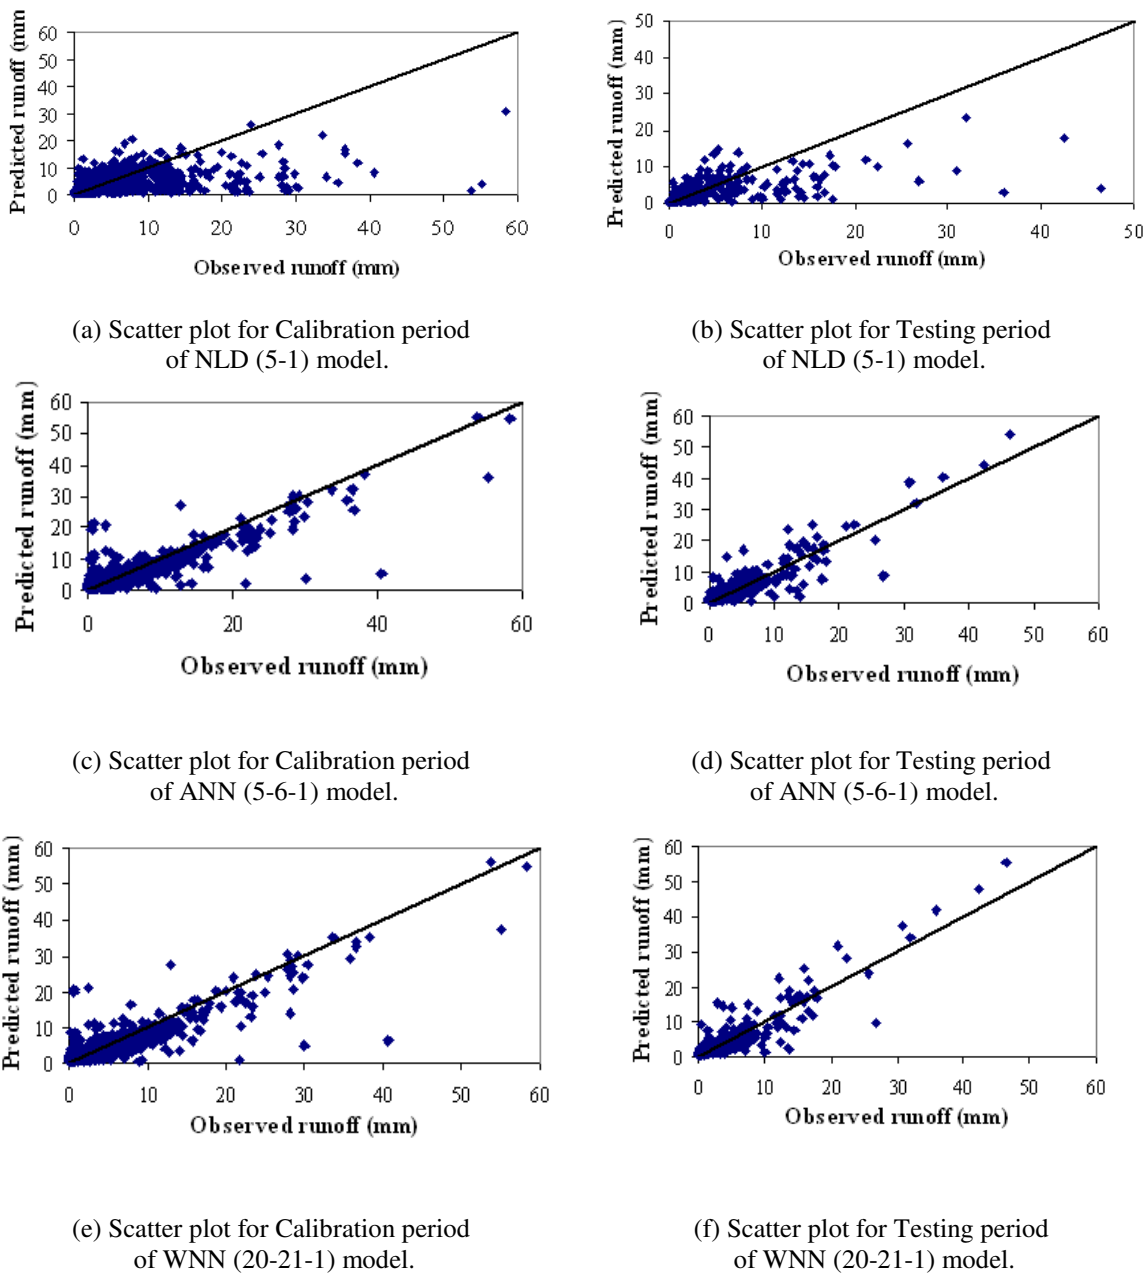 Predicted runoff (mm
60
50
40
30
20
10
0
0 10 20 30 40 50 60
Observed runoff (mm)
(a) Scatter plot for Calibration period
of NLD (5-1) model.
Predicted runoff (mm)
50
40
30
20
10
0
0 10 20 30 40 50
Observed runoff (mm)
(b) Scatter plot for Testing period
of NLD (5-1) model.
Predicted runoff (mm)
60
50
40
30
20
10
0
0 20 40 60
Observed runoff (mm)
(c) Scatter plot for Calibration period
of ANN (5-6-1) model.
Predicted runoff (mm)
60
50
40
30
20
10
0
0 10 20 30 40 50 60
Observed runoff (mm)
(d) Scatter plot for Testing period
of ANN (5-6-1) model.
Predicted runoff (mm)
60
50
40
30
20
10
0
0 10 20 30 40 50 60
Observed runoff (mm)
(e) Scatter plot for Calibration period
of WNN (20-21-1) model.
Predicted runoff (mm)
60
50
40
30
20
10
0
0 10 20 30 40 50 60
Observed runoff (mm)
(f) Scatter plot for Testing period
of WNN (20-21-1) model.